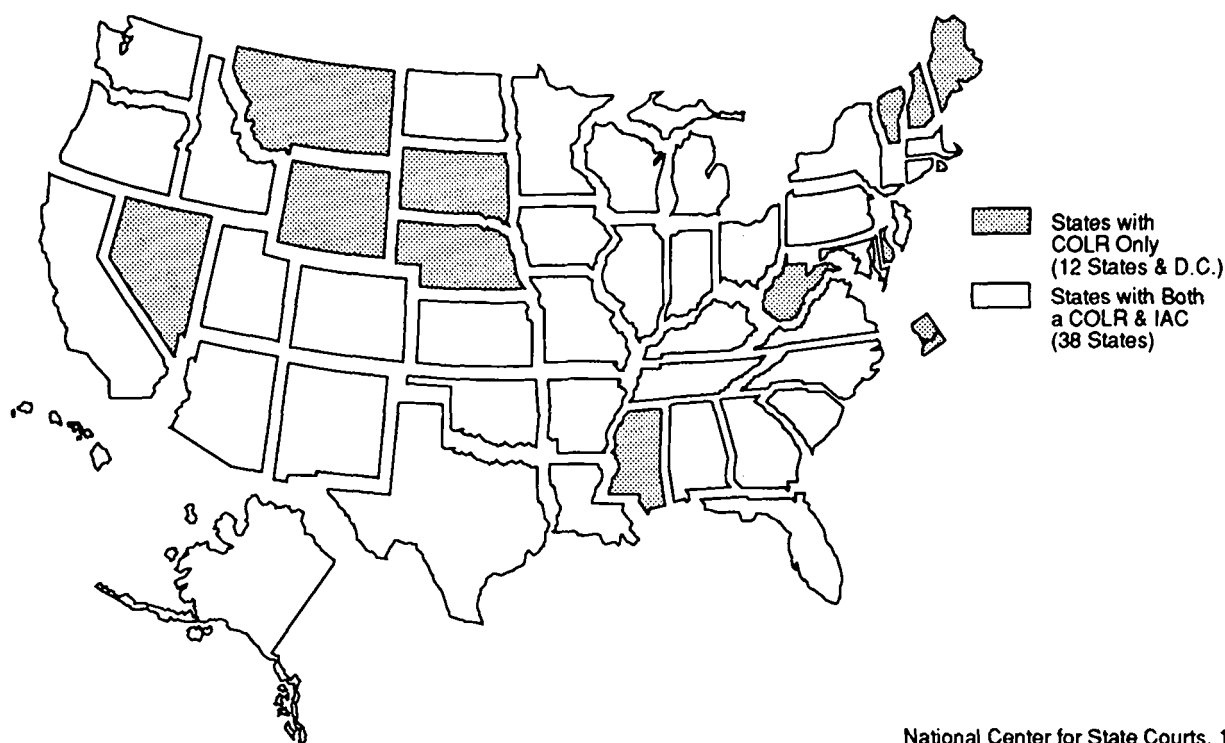 States with
COLR Only
(12 States & D.C.)
States with Both
a COLR & IAC
(38 States)
National Center for State Courts, 1